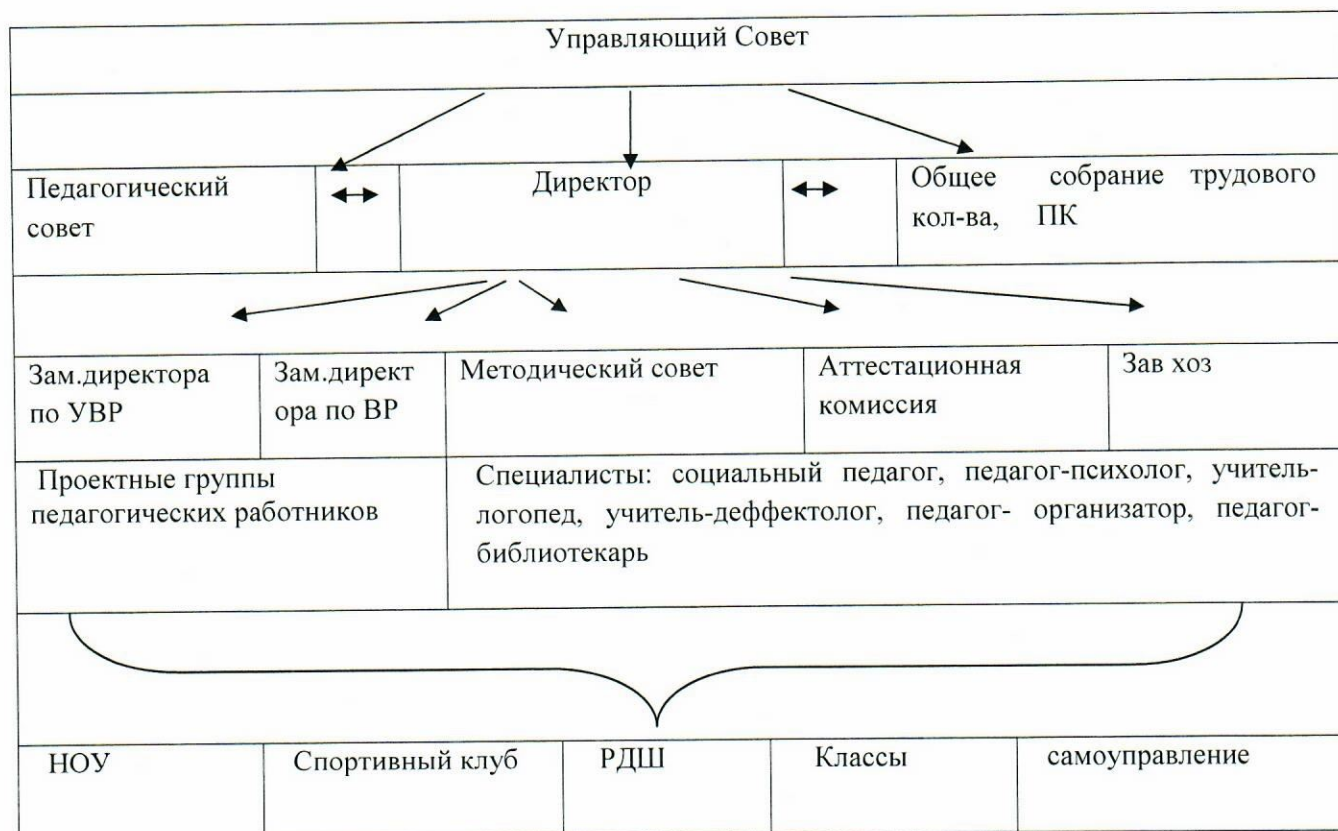 Управляющий Совет
Педагогический
совет
Директор
Общее собрание трудового
кол-ва, ПК
Зам.директора
по УВР
Зам.директ
ора по ВР
Методический совет
Аттестационная
комиссия
Зав хоз
Проектные группы
педагогических работников
Специалисты: социальный педагог, педагог-психолог, учитель-
логопед, учитель-деффектолог, педагог- организатор, педагог-
библиотекарь
НОУ
Спортивный клуб
РДШ
Классы
самоуправление